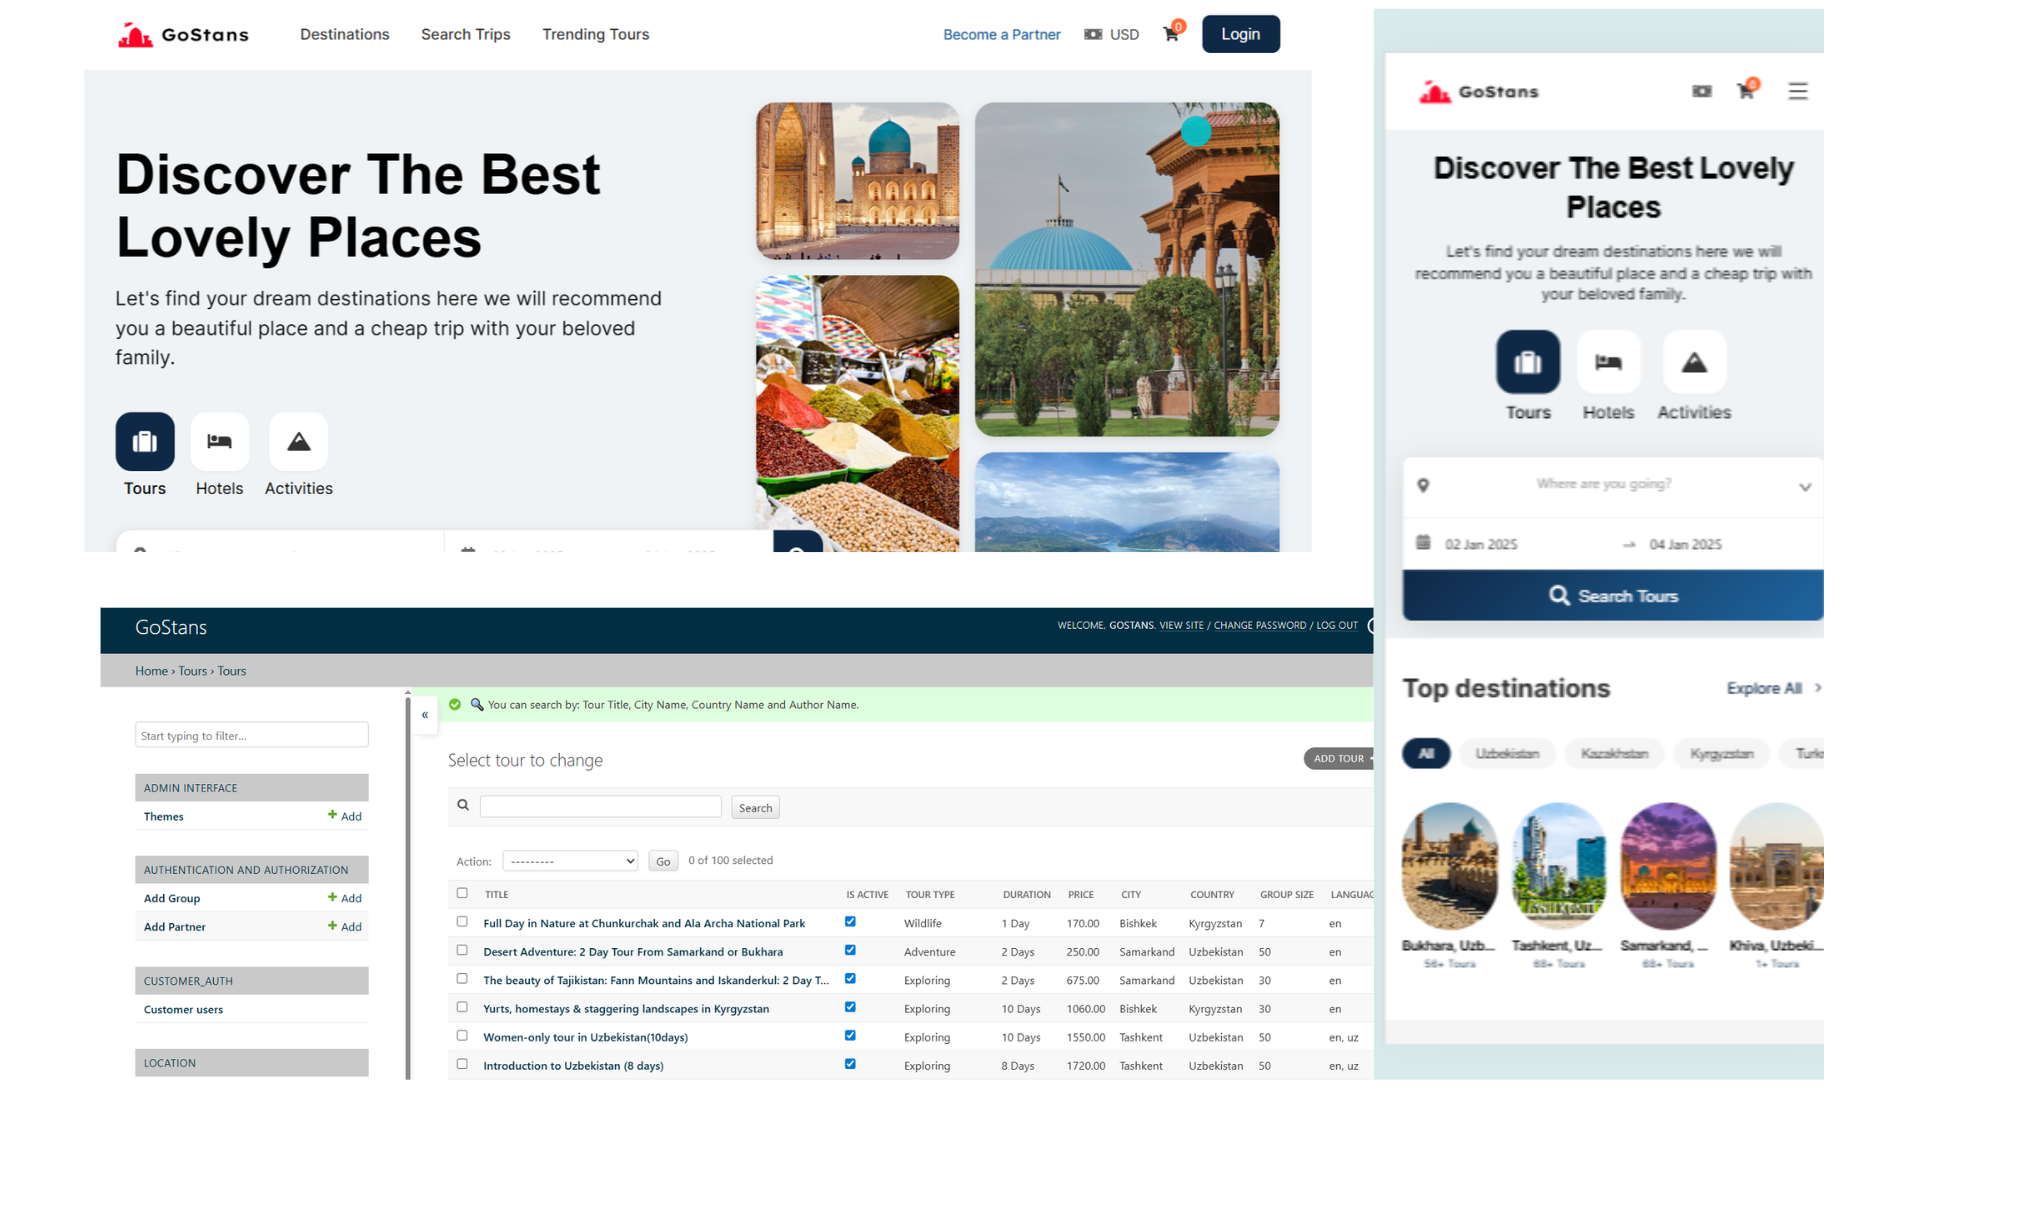 GoStans
Destinations
Search Trips
Trending Tours
Become a Partner
USD
0
Login
Discover The Best
Lovely Places
Let's find your dream destinations here we will recommend
you a beautiful place and a cheap trip with your beloved
family.
Tours
Hotels
Activities
GoStans
WELCOME, GOSTANS. VIEW SITE / CHANGE PASSWORD / LOG OUT
Home › Tours › Tours
Start typing to filter...
ADMIN INTERFACE
Themes
+ Add
AUTHENTICATION AND AUTHORIZATION
Add Group
+ Add
Add Partner
+ Add
CUSTOMER_AUTH
Customer users
LOCATION
«
You can search by: Tour Title, City Name, Country Name and Author Name.
Select tour to change
ADD TOUR
Search
Action:
---------
Go
0 of 100 selected
TITLE IS ACTIVE TOUR TYPE DURATION PRICE CITY COUNTRY GROUP SIZE LANGUAG
Full Day in Nature at Chunkurchak and Ala Archa National Park Wildlife 1 Day 170.00 Bishkek Kyrgyzstan 7 en
Desert Adventure: 2 Day Tour From Samarkand or Bukhara Adventure 2 Days 250.00 Samarkand Uzbekistan 50 en
The beauty of Tajikistan: Fann Mountains and Iskanderkul: 2 Day T... Exploring 2 Days 675.00 Samarkand Uzbekistan 30 en
Yurts, homestays & staggering landscapes in Kyrgyzstan Exploring 10 Days 1060.00 Bishkek Kyrgyzstan 30 en
Women-only tour in Uzbekistan(10days) Exploring 10 Days 1550.00 Tashkent Uzbekistan 50 en, uz
Introduction to Uzbekistan (8 days) Exploring 8 Days 1720.00 Tashkent Uzbekistan 50 en, uz
GoStans
0
Discover The Best Lovely
Places
Let's find your dream destinations here we will
recommend you a beautiful place and a cheap trip with
your beloved family.
Tours
Hotels
Activities
Where are you going?
02 Jan 2025 → 04 Jan 2025
Search Tours
Top destinations
Explore All >
All
Uzbekistan
Kazakhstan
Kyrgyzstan
Turk
Bukhara, Uzb...
56+ Tours
Tashkent, Uz...
68+ Tours
Samarkand, ...
68+ Tours
Khiva, Uzbeki...
1+ Tours